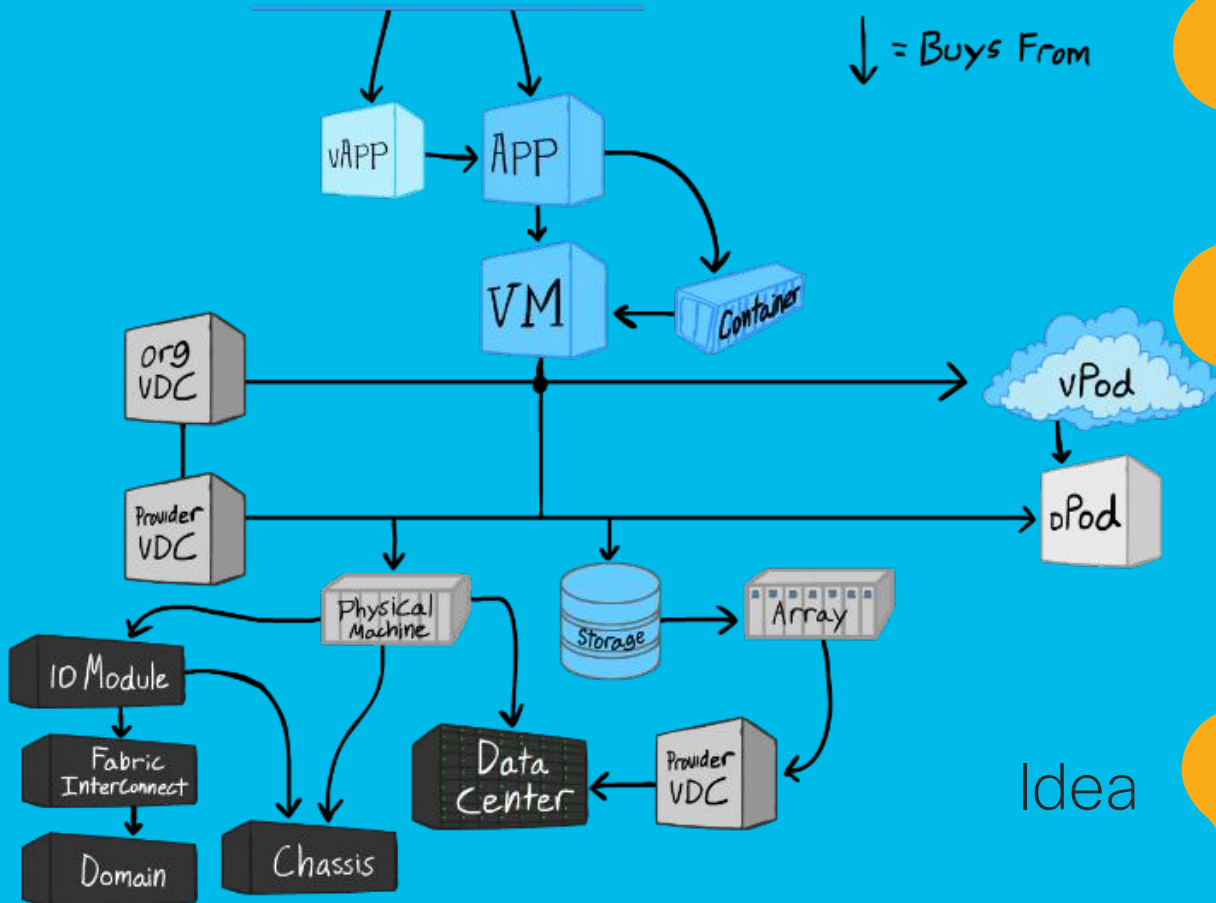 ↓ = Buys From
vAPP
APP
VM
Container
Org
VDC
vPod
Provider
VDC
DPod
Physical
Machine
Storage
Array
IO Module
Fabric
Interconnect
Domain
Chassis
Data
Center
Provider
VDC
Idea